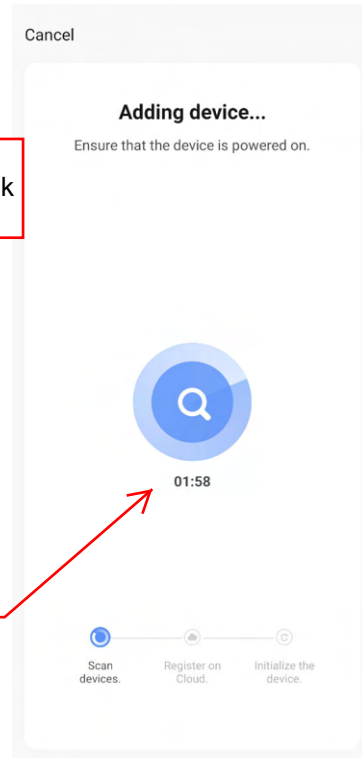 Cancel
Adding device...
Ensure that the device is powered on.
k
01:58
Scan
devices.
Register on
Cloud.
Initialize the
device.